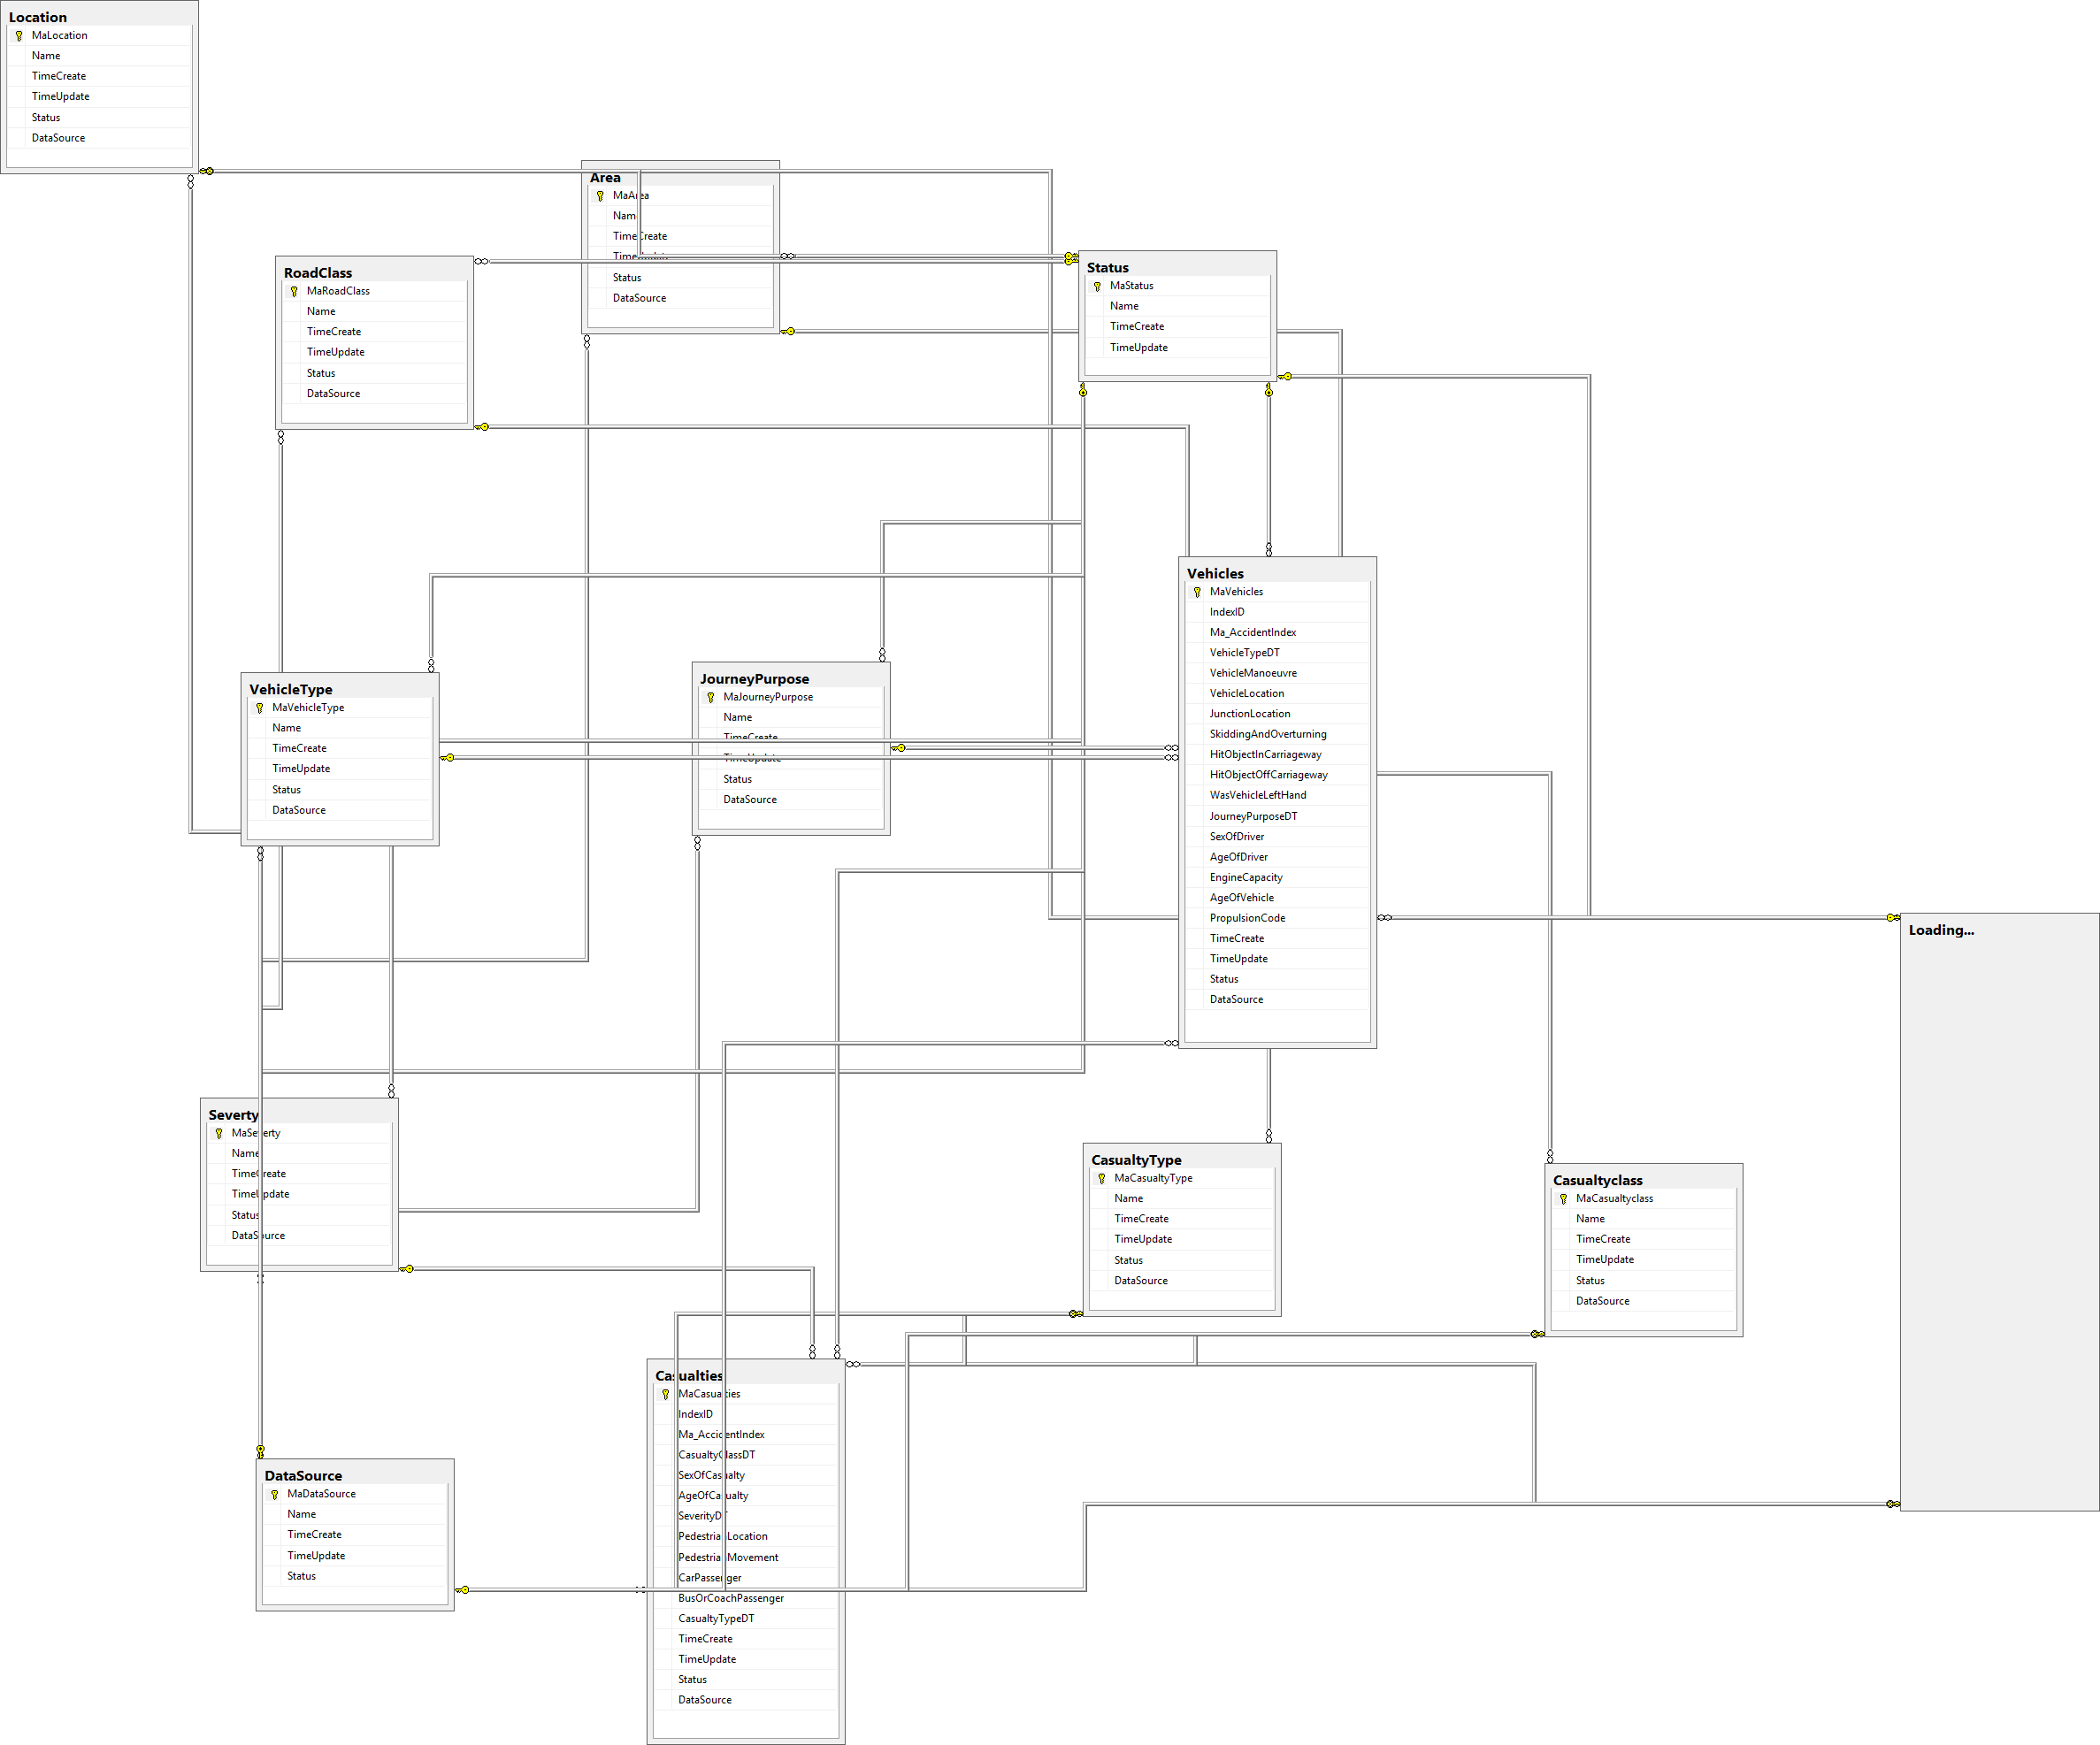 Location
MaLocation
Name
TimeCreate
TimeUpdate
Status
DataSource
Area
MaArea
Name
TimeCreate
TimeUpdate
Status
DataSource
RoadClass
MaRoadClass
Name
TimeCreate
TimeUpdate
Status
DataSource
Status
MaStatus
Name
TimeCreate
TimeUpdate
Vehicles
MaVehicles
IndexID
Ma_AccidentIndex
VehicleTypeDT
VehicleManoeuvre
VehicleLocation
JunctionLocation
SkiddingAndOverturning
HitObjectInCarriageway
HitObjectOffCarriageway
WasVehicleLeftHand
JourneyPurposeDT
SexOfDriver
AgeOfDriver
EngineCapacity
AgeOfVehicle
PropulsionCode
TimeCreate
TimeUpdate
Status
DataSource
VehicleType
MaVehicleType
Name
TimeCreate
TimeUpdate
Status
DataSource
JourneyPurpose
MaJourneyPurpose
Name
TimeCreate
TimeUpdate
Status
DataSource
Loading...
Severty
MaSeverty
Name
TimeCreate
TimeUpdate
Status
DataSource
CasualtyType
MaCasualtyType
Name
TimeCreate
TimeUpdate
Status
DataSource
Casualtyclass
MaCasualtyclass
Name
TimeCreate
TimeUpdate
Status
DataSource
Casualties
MaCasualties
IndexID
Ma_AccidentIndex
CasualtyClassDT
SexOfCasualty
AgeOfCasualty
SeverityDT
PedestrianLocation
PedestrianMovement
CarPassenger
BusOrCoachPassenger
CasualtyTypeDT
TimeCreate
TimeUpdate
Status
DataSource
DataSource
MaDataSource
Name
TimeCreate
TimeUpdate
Status